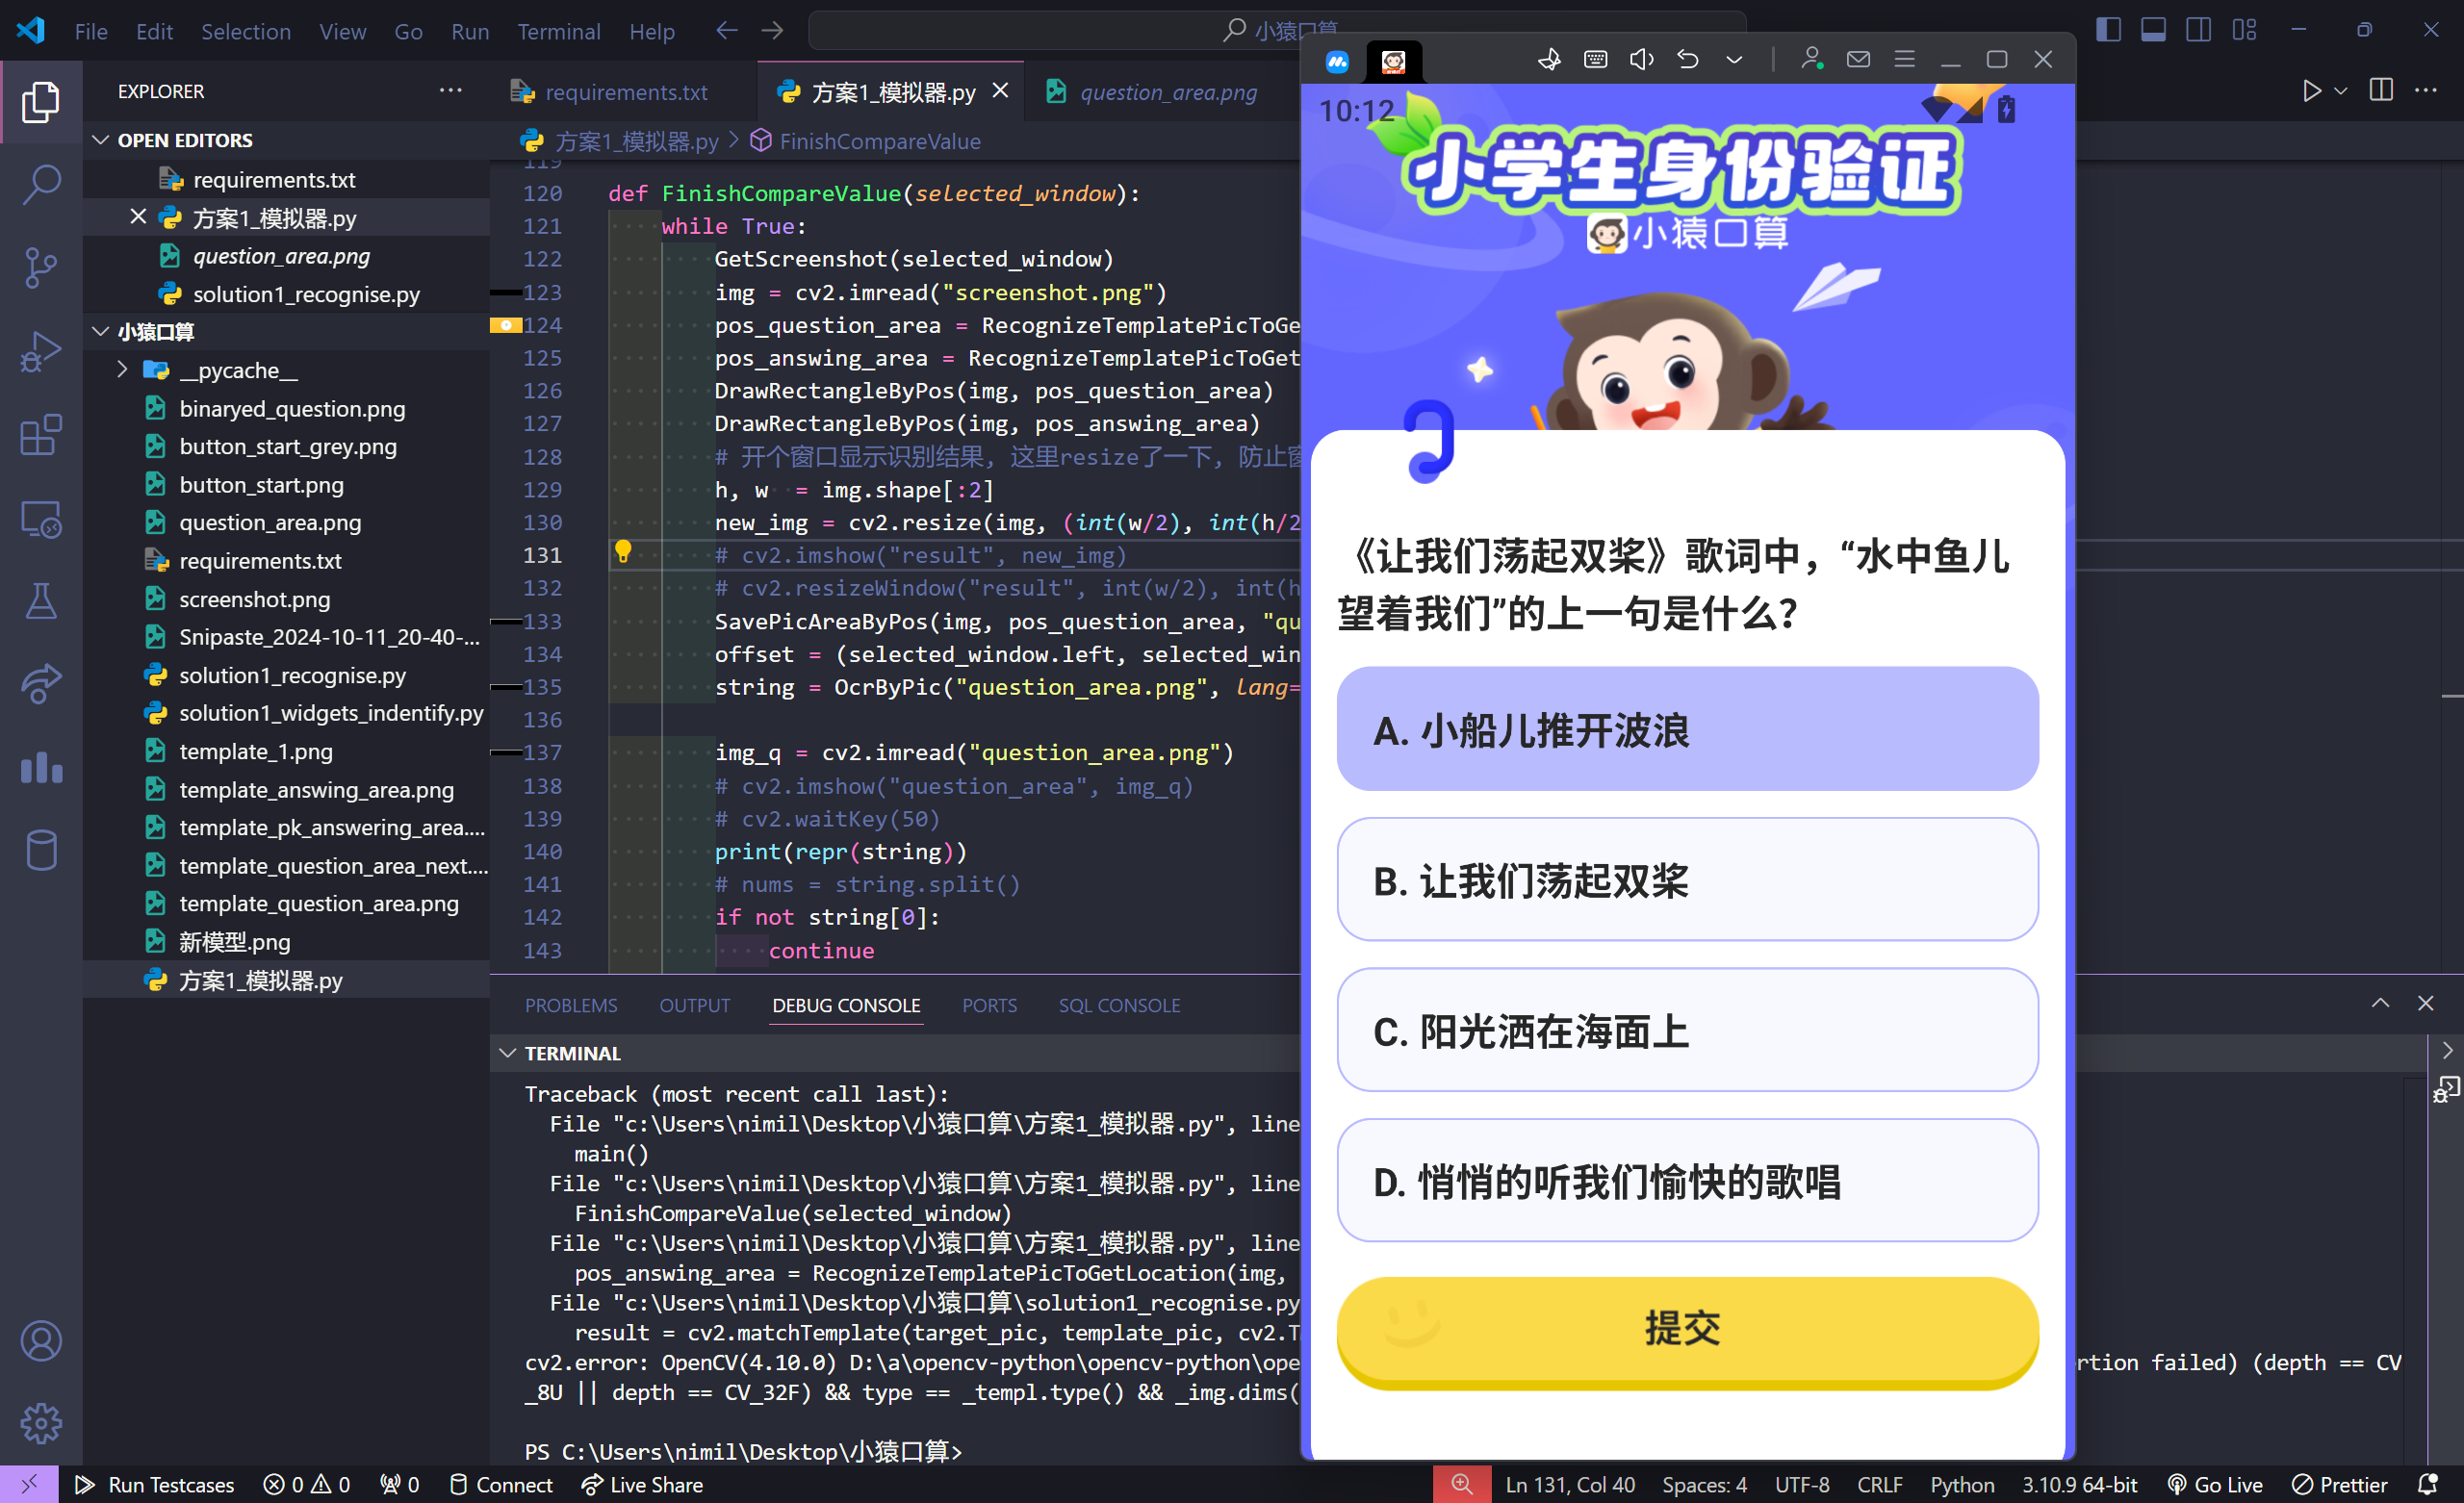 File Edit Selection View Go Run Terminal Help
小猿口算
EXPLORER
OPEN EDITORS
requirements.txt
方案1_模拟器.py
question_area.png
solution1_recognise.py
小猿口算
__pycache__
binaryed_question.png
button_start_grey.png
button_start.png
question_area.png
requirements.txt
screenshot.png
Snipaste_2024-10-11_20-40-...
solution1_recognise.py
solution1_widgets_indentify.py
template_1.png
template_answing_area.png
template_pk_answering_area....
template_question_area_next....
template_question_area.png
新模型.png
方案1_模拟器.py
requirements.txt 方案1_模拟器.py question_area.png
方案1_模拟器.py > FinishCompareValue
119
120 def FinishCompareValue(selected_window):
121 while True:
122 GetScreenshot(selected_window)
123 img = cv2.imread("screenshot.png")
124 pos_question_area = RecognizeTemplatePicToGe
125 pos_answing_area = RecognizeTemplatePicToGet
126 DrawRectangleByPos(img, pos_question_area)
127 DrawRectangleByPos(img, pos_answing_area)
128 # 开个窗口显示识别结果, 这里resize了一下, 防止窗
129 h, w = img.shape[:2]
130 new_img = cv2.resize(img, (int(w/2), int(h/2
131 # cv2.imshow("result", new_img)
132 # cv2.resizeWindow("result", int(w/2), int(h
133 SavePicAreaByPos(img, pos_question_area, "qu
134 offset = (selected_window.left, selected_win
135 string = OcrByPic("question_area.png", lang=
136
137 img_q = cv2.imread("question_area.png")
138 # cv2.imshow("question_area", img_q)
139 # cv2.waitKey(50)
140 print(repr(string))
141 # nums = string.split()
142 if not string[0]:
143 continue
PROBLEMS OUTPUT DEBUG CONSOLE PORTS SQL CONSOLE
TERMINAL
Traceback (most recent call last):
File "c:\Users\nimil\Desktop\小猿口算\方案1_模拟器.py", line
main()
File "c:\Users\nimil\Desktop\小猿口算\方案1_模拟器.py", line
FinishCompareValue(selected_window)
File "c:\Users\nimil\Desktop\小猿口算\方案1_模拟器.py", line
pos_answing_area = RecognizeTemplatePicToGetLocation(img,
File "c:\Users\nimil\Desktop\小猿口算\solution1_recognise.py
result = cv2.matchTemplate(target_pic, template_pic, cv2.T
cv2.error: OpenCV(4.10.0) D:\a\opencv-python\opencv-python\ope rtion failed) (depth == CV
_8U || depth == CV_32F) && type == _templ.type() && _img.dims(
PS C:\Users\nimil\Desktop\小猿口算>
10:12
小学生身份验证
小猿口算
《让我们荡起双桨》歌词中，“水中鱼儿
望着我们”的上一句是什么？
A. 小船儿推开波浪
B. 让我们荡起双桨
C. 阳光洒在海面上
D. 悄悄的听我们愉快的歌唱
提交
Run Testcases 0 0 0 Connect Live Share Ln 131, Col 40 Spaces: 4 UTF-8 CRLF Python 3.10.9 64-bit Go Live Prettier